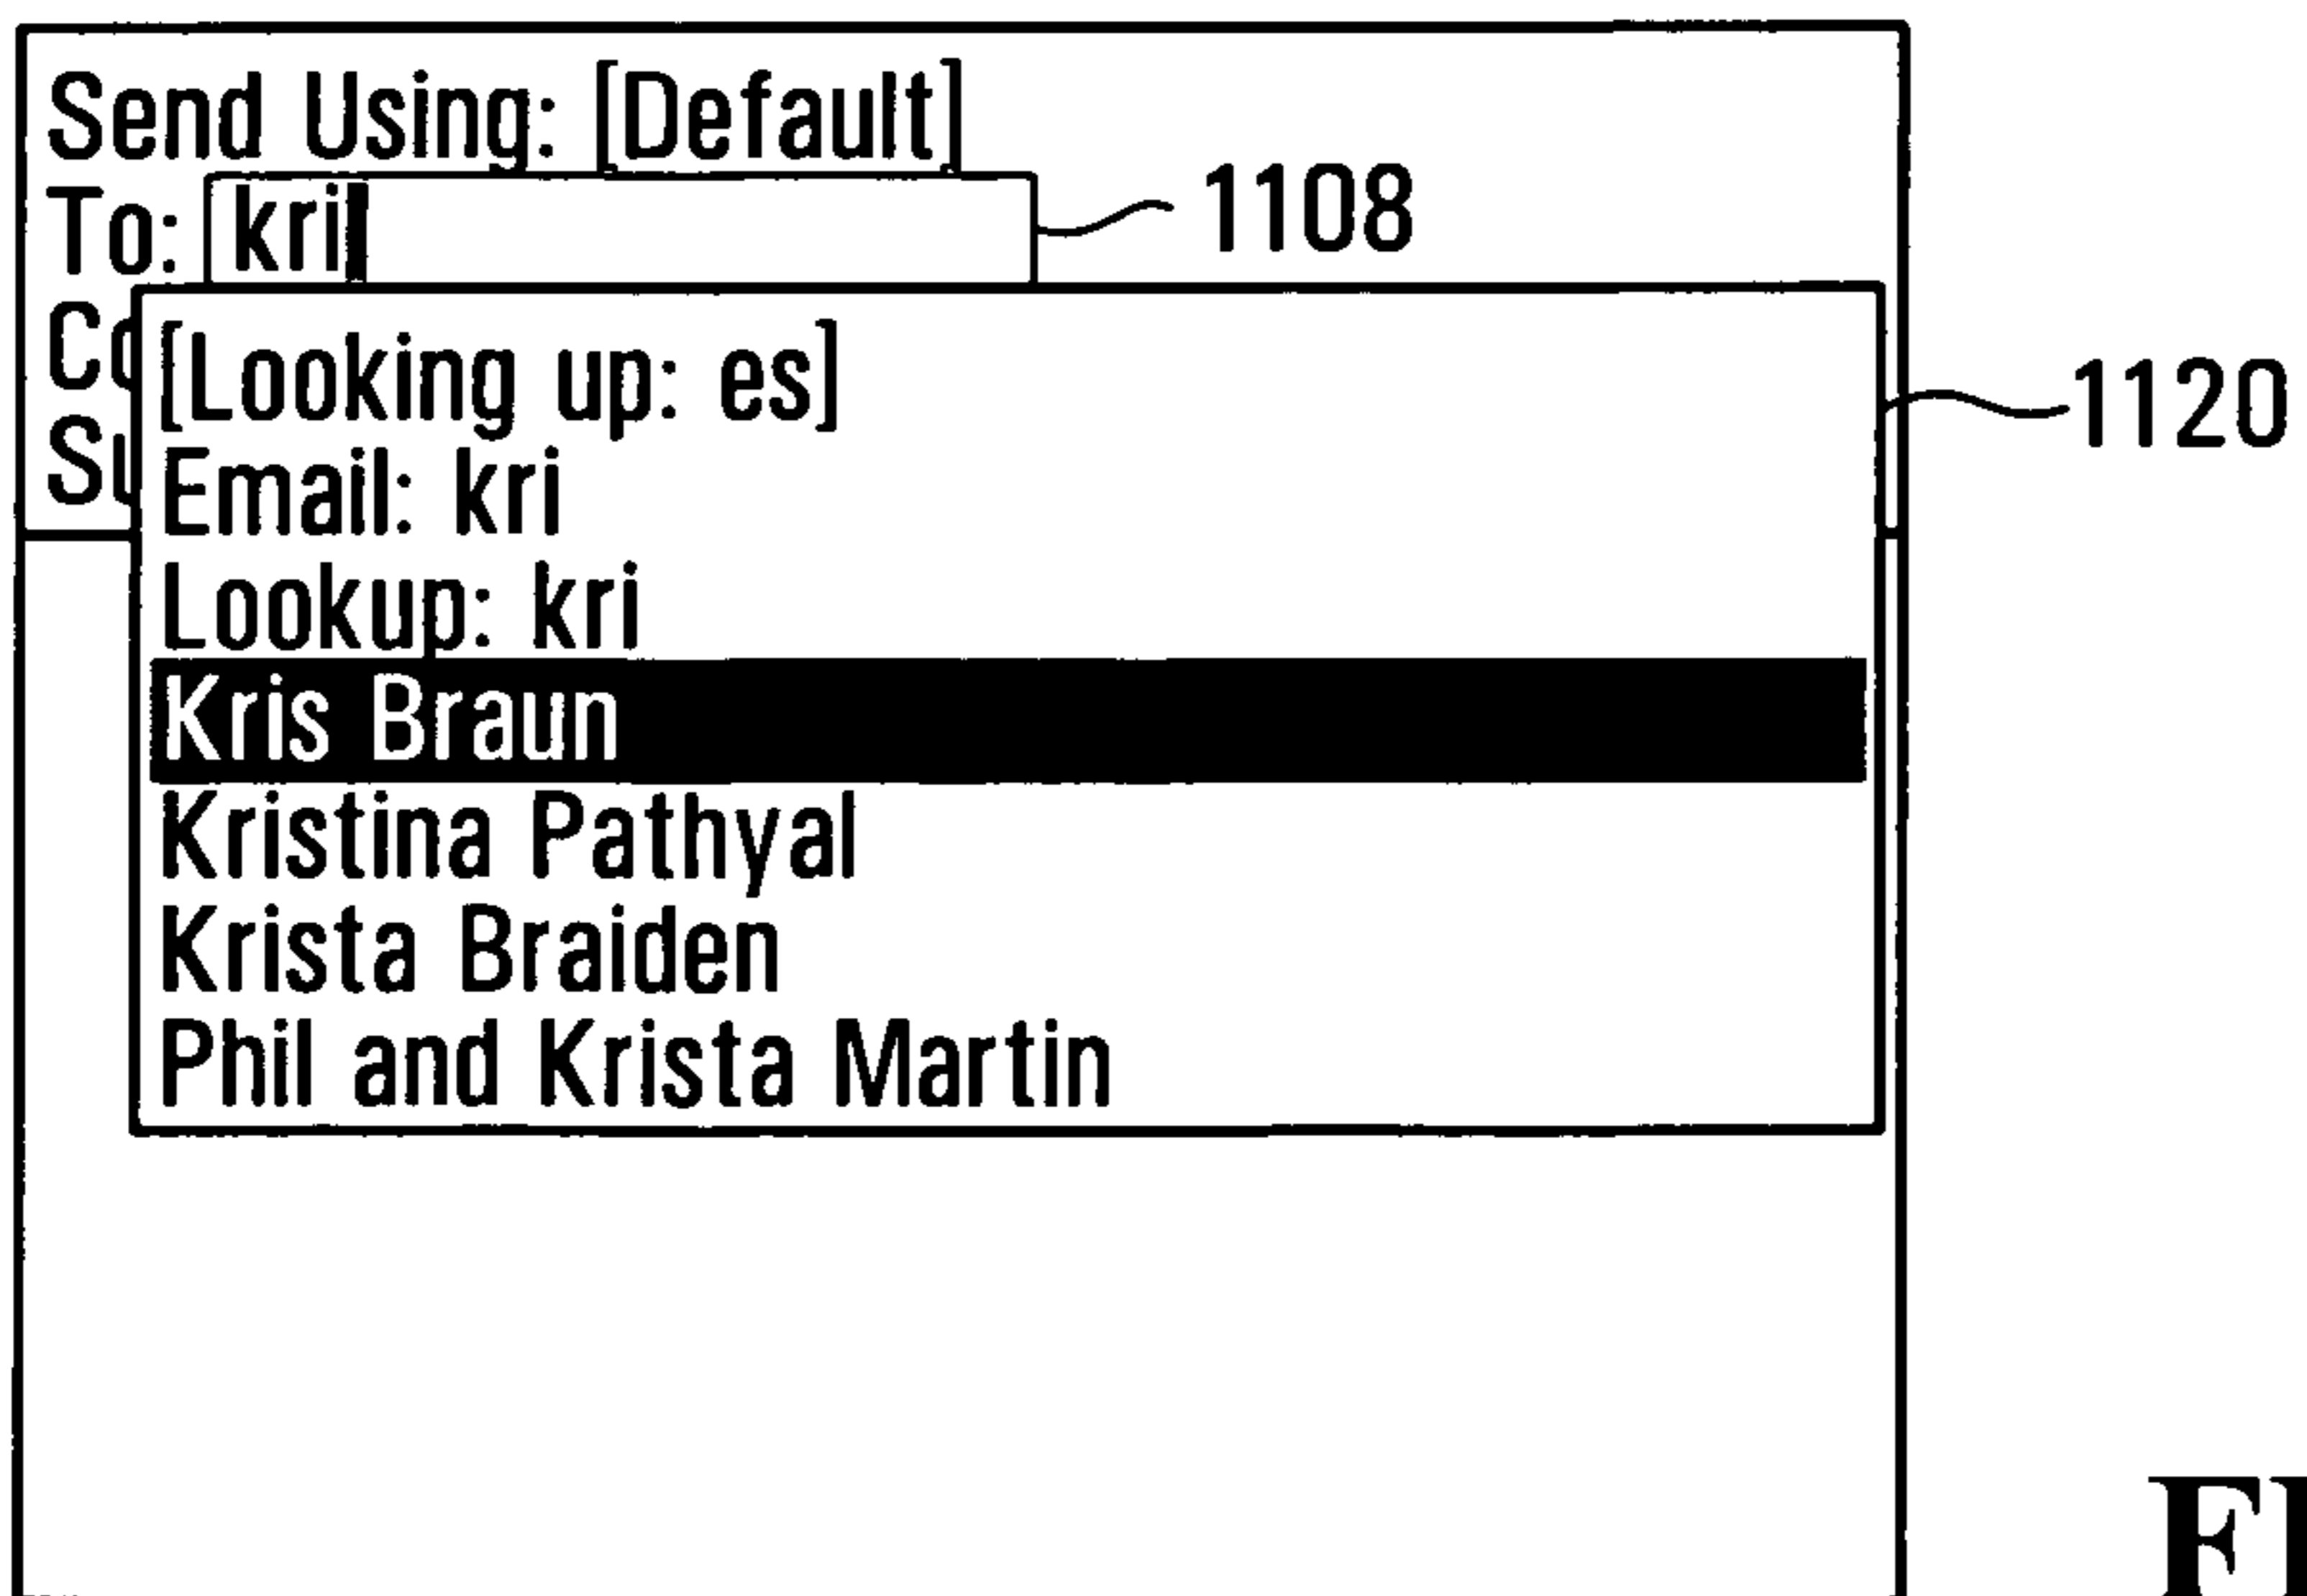 Send Using: [Default]
To: kri
1108
[Looking up: es]
1120
Email: kri
Lookup: kri
Kris Braun
Kristina Pathyal
Krista Braiden
Phil and Krista Martin